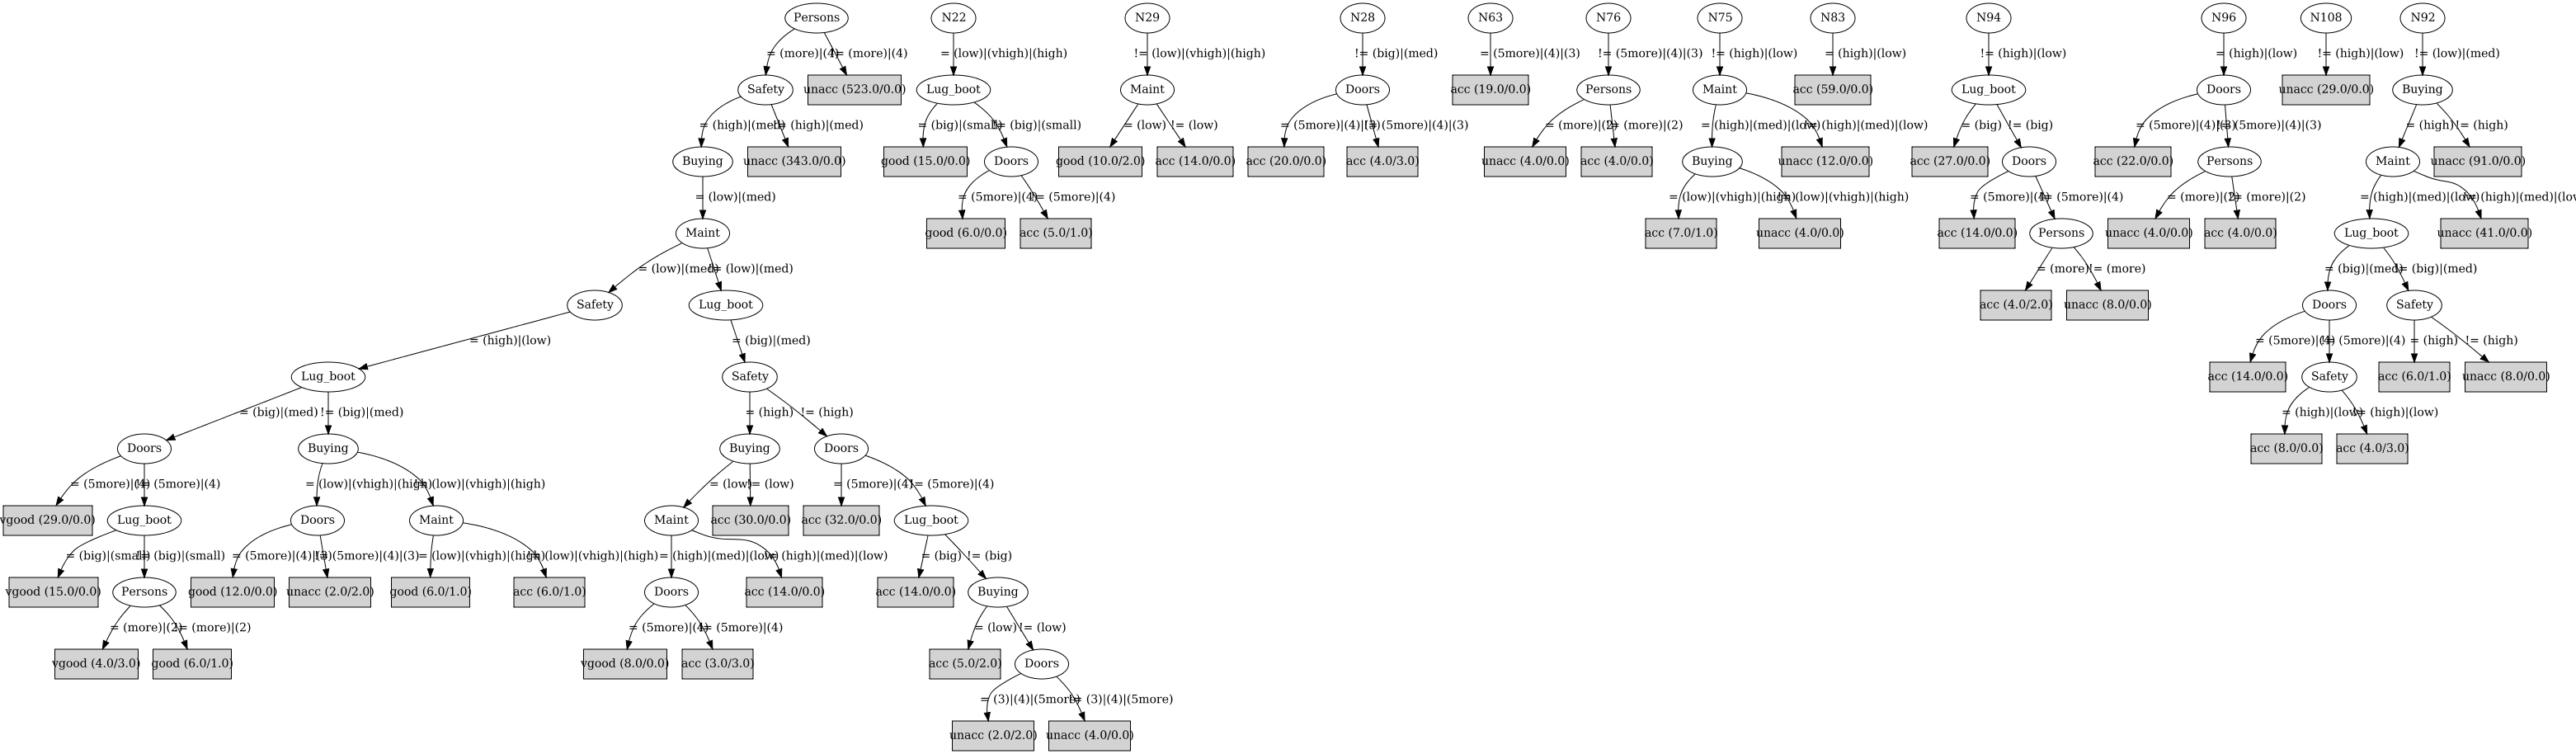 Persons N22 N29 N28 N63 N76 N75 N83 N94 N96 N108 N92
= (more)|(4) != (more)|(4) = (low)|(vhigh)|(high) != (low)|(vhigh)|(high) != (big)|(med) = (5more)|(4)|(3) != (5more)|(4)|(3) != (high)|(low) = (high)|(low) != (high)|(low) = (high)|(low) != (high)|(low) != (low)|(med)
Safety unacc (523.0/0.0) Lug_boot Maint Doors acc (19.0/0.0) Persons Maint acc (59.0/0.0) Lug_boot Doors unacc (29.0/0.0) Buying
= (high)|(med) != (high)|(med) = (big)|(small) != (big)|(small) = (low) != (low) = (5more)|(4)|(3) != (5more)|(4)|(3) = (more)|(2) != (more)|(2) = (high)|(med)|(low) != (high)|(med)|(low) = (big) != (big) = (5more)|(4)|(3) != (5more)|(4)|(3) = (high) != (high)
Buying unacc (343.0/0.0) good (15.0/0.0) Doors good (10.0/2.0) acc (14.0/0.0) acc (20.0/0.0) acc (4.0/3.0) unacc (4.0/0.0) acc (4.0/0.0) Buying unacc (12.0/0.0) acc (27.0/0.0) Doors acc (22.0/0.0) Persons Maint unacc (91.0/0.0)
= (low)|(med) = (5more)|(4) != (5more)|(4) = (low)|(vhigh)|(high) != (low)|(vhigh)|(high) = (5more)|(4) != (5more)|(4) = (more)|(2) != (more)|(2) = (high)|(med)|(low) != (high)|(med)|(lo
Maint good (6.0/0.0) acc (5.0/1.0) acc (7.0/1.0) unacc (4.0/0.0) acc (14.0/0.0) Persons unacc (4.0/0.0) acc (4.0/0.0) Lug_boot unacc (41.0/0.0)
= (low)|(med) != (low)|(med) = (more) != (more) = (big)|(med) != (big)|(med)
Safety Lug_boot acc (4.0/2.0) unacc (8.0/0.0) Doors Safety
= (high)|(low) = (big)|(med) = (5more)|(4) != (5more)|(4) = (high) != (high)
Lug_boot Safety acc (14.0/0.0) Safety acc (6.0/1.0) unacc (8.0/0.0)
= (big)|(med) != (big)|(med) = (high) != (high) = (high)|(low) != (high)|(low)
Doors Buying Buying Doors acc (8.0/0.0) acc (4.0/3.0)
= (5more)|(4) != (5more)|(4) = (low)|(vhigh)|(high) != (low)|(vhigh)|(high) = (low) != (low) = (5more)|(4) != (5more)|(4)
vgood (29.0/0.0) Lug_boot Doors Maint Maint acc (30.0/0.0) acc (32.0/0.0) Lug_boot
= (big)|(small) != (big)|(small) = (5more)|(4)|(3) != (5more)|(4)|(3) = (low)|(vhigh)|(high) != (low)|(vhigh)|(high) = (high)|(med)|(low) != (high)|(med)|(low) = (big) != (big)
vgood (15.0/0.0) Persons good (12.0/0.0) unacc (2.0/2.0) good (6.0/1.0) acc (6.0/1.0) Doors acc (14.0/0.0) acc (14.0/0.0) Buying
= (more)|(2) != (more)|(2) = (5more)|(4) != (5more)|(4) = (low) != (low)
vgood (4.0/3.0) good (6.0/1.0) vgood (8.0/0.0) acc (3.0/3.0) acc (5.0/2.0) Doors
= (3)|(4)|(5more) != (3)|(4)|(5more)
unacc (2.0/2.0) unacc (4.0/0.0)